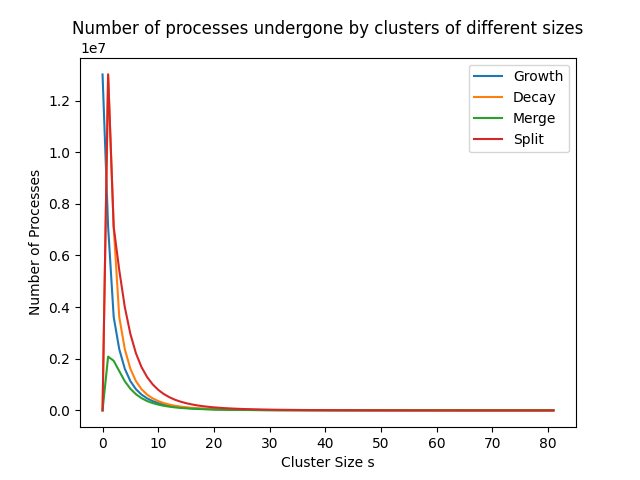 Number of processes undergone by clusters of different sizes
1e7
Growth
Decay
Merge
Split
1.2
1.0
0.8
0.6
0.4
0.2
0.0
Number of Processes
0 10 20 30 40 50 60 70 80
Cluster Size s